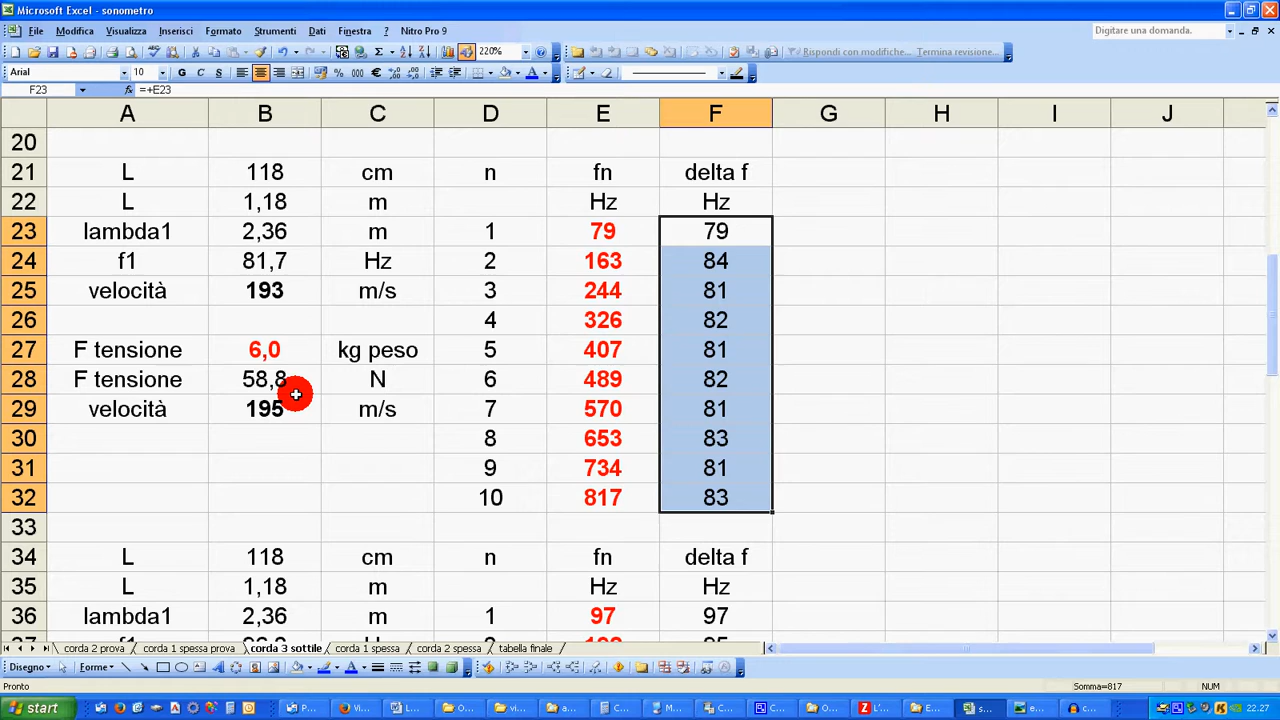 Microsoft Excel - sonometro
File Modifica Visualizza Inserisci Formato Strumenti Dati Finestra ? Nitro Pro 9 Digitare una domanda.
220% Rispondi con modifiche... Termina revisione...
Arial 10 G C S % 000 €
F23 fx =+E23
A B C D E F G H I J
20
21 L 118 cm n fn delta f
22 L 1,18 m Hz Hz
23 lambda1 2,36 m 1 79 79
24 f1 81,7 Hz 2 163 84
25 velocità 193 m/s 3 244 81
26 4 326 82
27 F tensione 6,0 kg peso 5 407 81
28 F tensione 58,8 N 6 489 82
29 velocità 195 m/s 7 570 81
30 8 653 83
31 9 734 81
32 10 817 83
33
34 L 118 cm n fn delta f
35 L 1,18 m Hz Hz
36 lambda1 2,36 m 1 97 97
corda 2 prova corda 1 spessa prova corda 3 sottile corda 1 spessa corda 2 spessa tabella finale
Disegno Forme
Pronto Somma=817 NUM
start 22.27